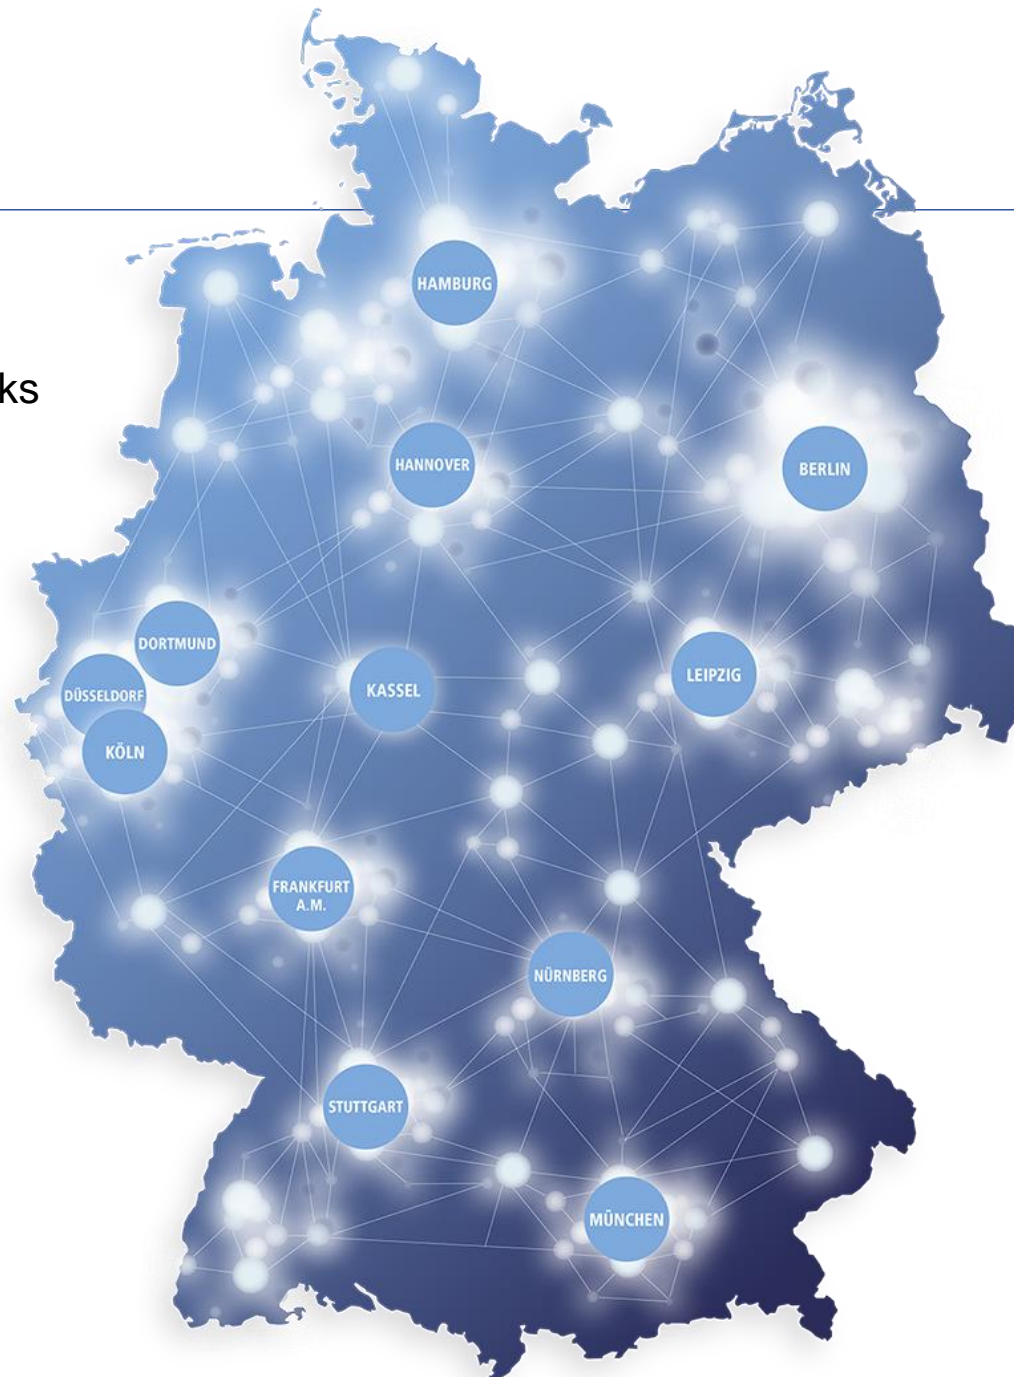 HAMBURG
ks
HANNOVER
BERLIN
DORTMUND
LEIPZIG
KASSEL
DÜSSELDORF
KÖLN
FRANKFURT
A.M.
NÜRNBERG
STUTTGART
MÜNCHEN